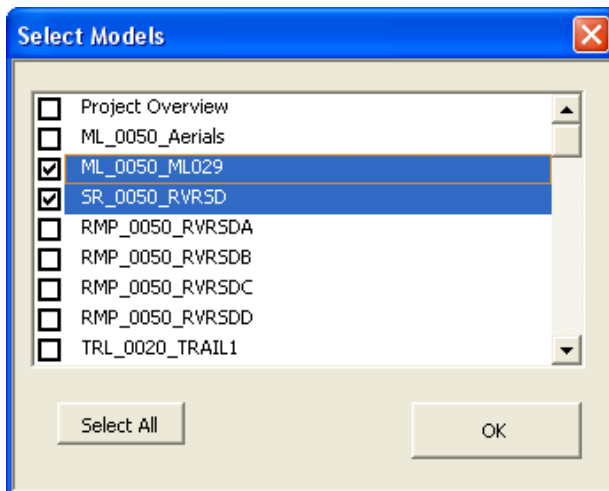 Select Models
Project Overview
ML_0050_Aerials
ML_0050_ML029
SR_0050_RVRSD
RMP_0050_RVRSDA
RMP_0050_RVRSDB
RMP_0050_RVRSDC
RMP_0050_RVRSDD
TRL_0020_TRAIL1
Select All
OK